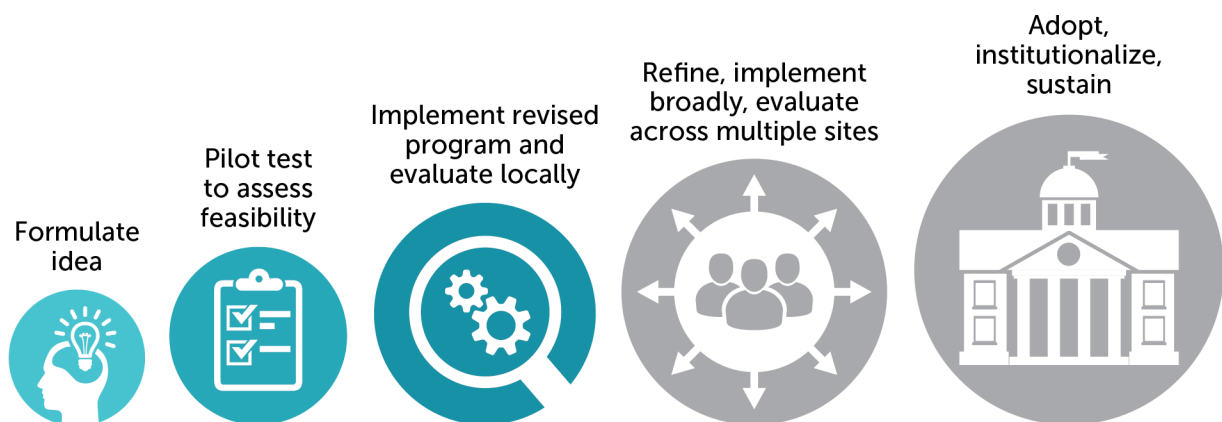 Formulate
idea
Pilot test
to assess
feasibility
Implement revised
program and
evaluate locally
Refine, implement
broadly, evaluate
across multiple sites
Adopt,
institutionalize,
sustain